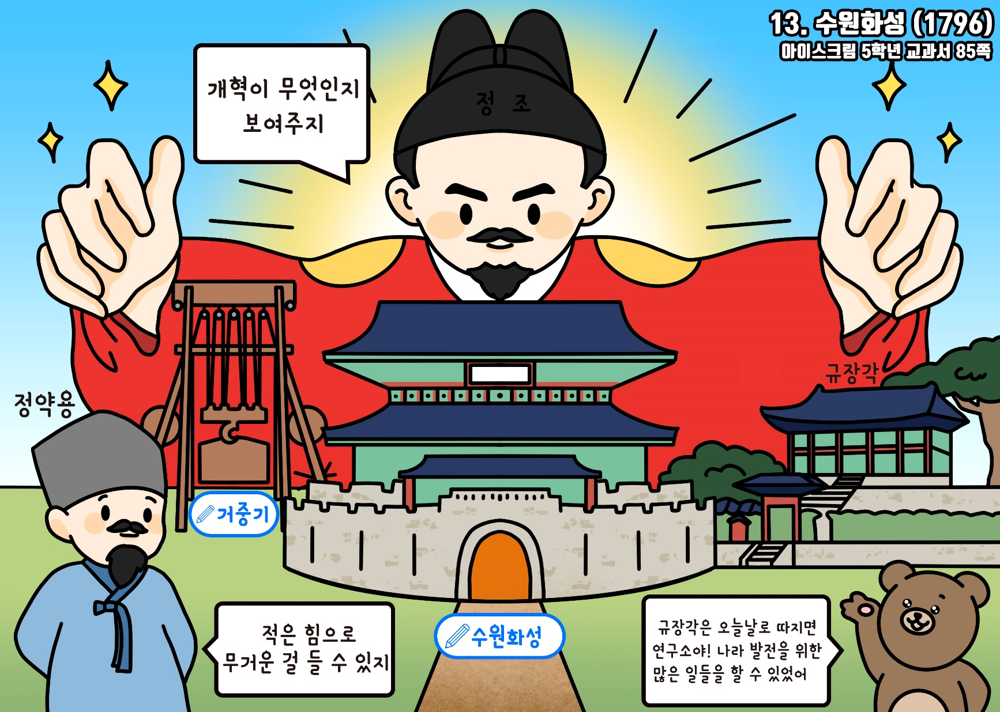 13. 수원화성 (1796)
아이스크림 5학년 교과서 85쪽
개혁이 무엇인지
보여주지
정 조
규장각
정약용
거중기
적은 힘으로
무거운 걸 들 수 있지
수원화성
규장각은 오늘날로 따지면
연구소야! 나라 발전을 위한
많은 일들을 할 수 있었어